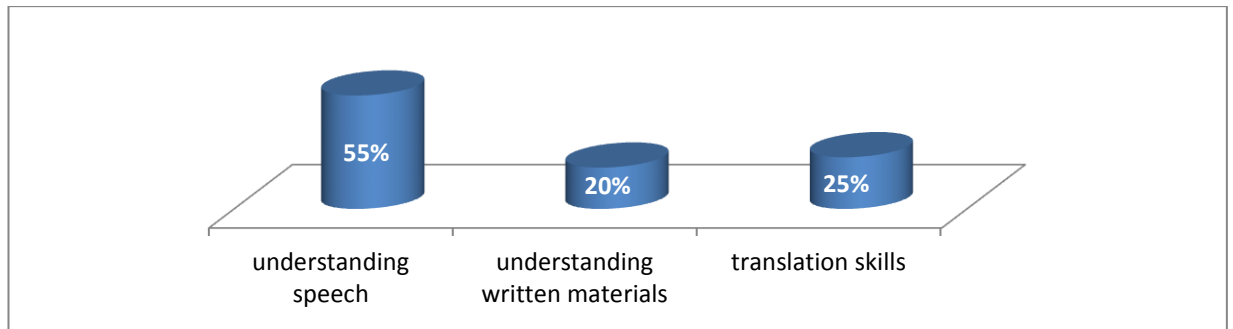 55%
20%
25%
understanding
speech
understanding
written materials
translation skills